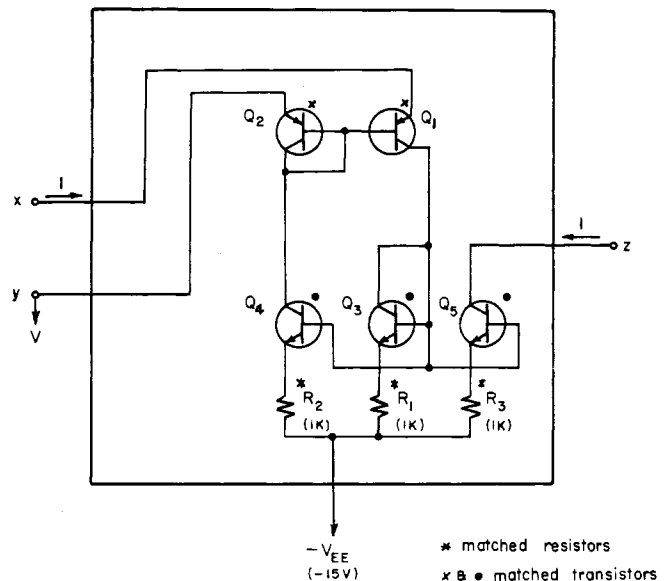 Q2
Q1
I
x
I
z
y
V
Q4
Q3
Q5
* R2
(1K)
* R1
(1K)
* R3
(1K)
-VEE
(-15V)
* matched resistors
x & • matched transistors